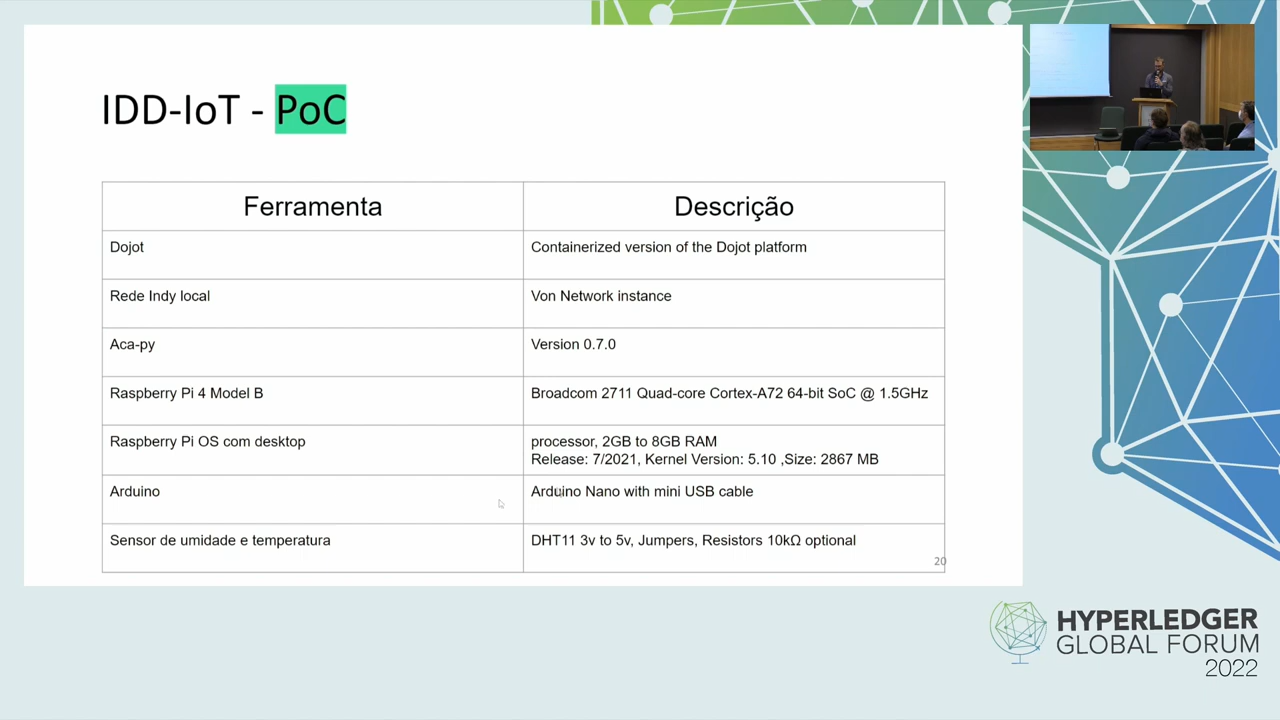 IDD-IoT - PoC
Ferramenta Descrição
Dojot Containerized version of the Dojot platform
Rede Indy local Von Network instance
Aca-py Version 0.7.0
Raspberry Pi 4 Model B Broadcom 2711 Quad-core Cortex-A72 64-bit SoC @ 1.5GHz
Raspberry Pi OS com desktop processor, 2GB to 8GB RAM
Release: 7/2021, Kernel Version: 5.10 ,Size: 2867 MB
Arduino Arduino Nano with mini USB cable
Sensor de umidade e temperatura DHT11 3v to 5v, Jumpers, Resistors 10kΩ optional
20
HYPERLEDGER
GLOBAL FORUM
2022